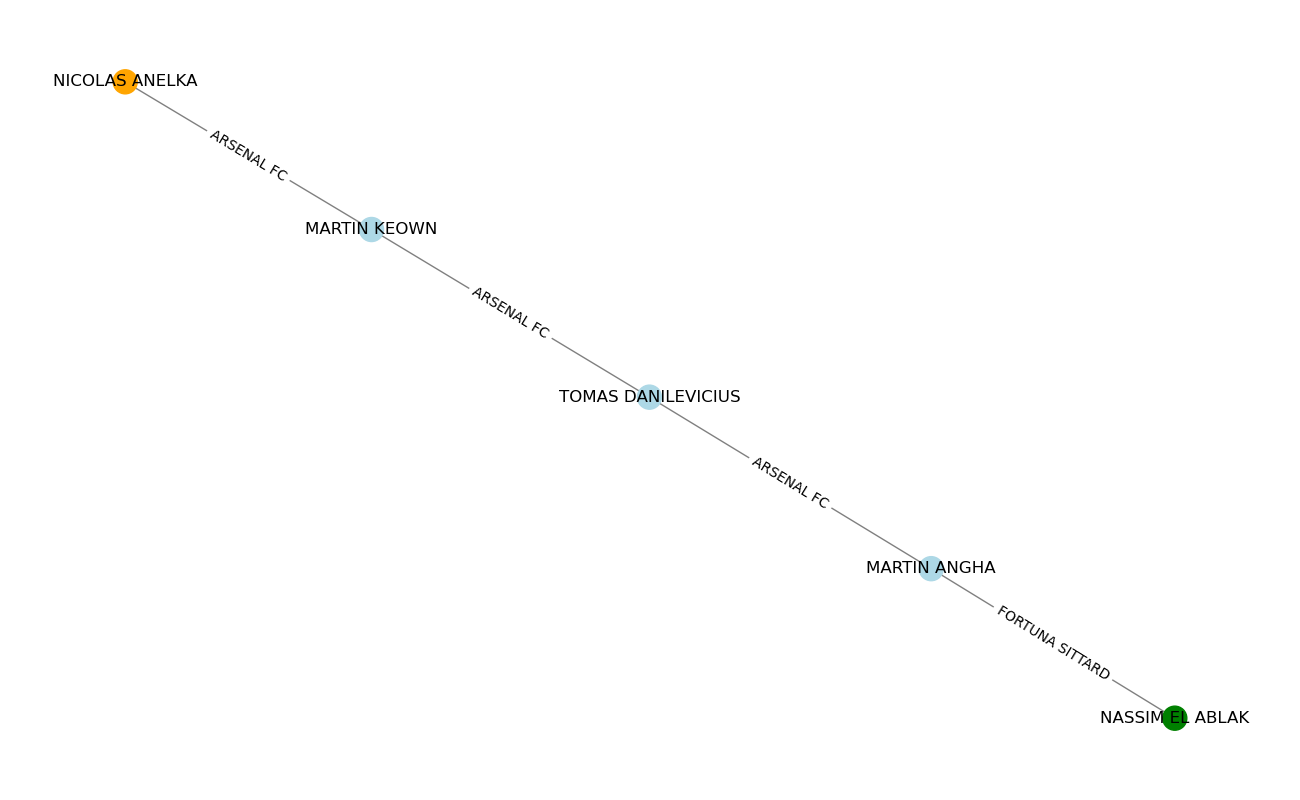 NICOLAS ANELKA
ARSENAL FC
MARTIN KEOWN
ARSENAL FC
TOMAS DANILEVICIUS
ARSENAL FC
MARTIN ANGHA
FORTUNA SITTARD
NASSIM EL ABLAK